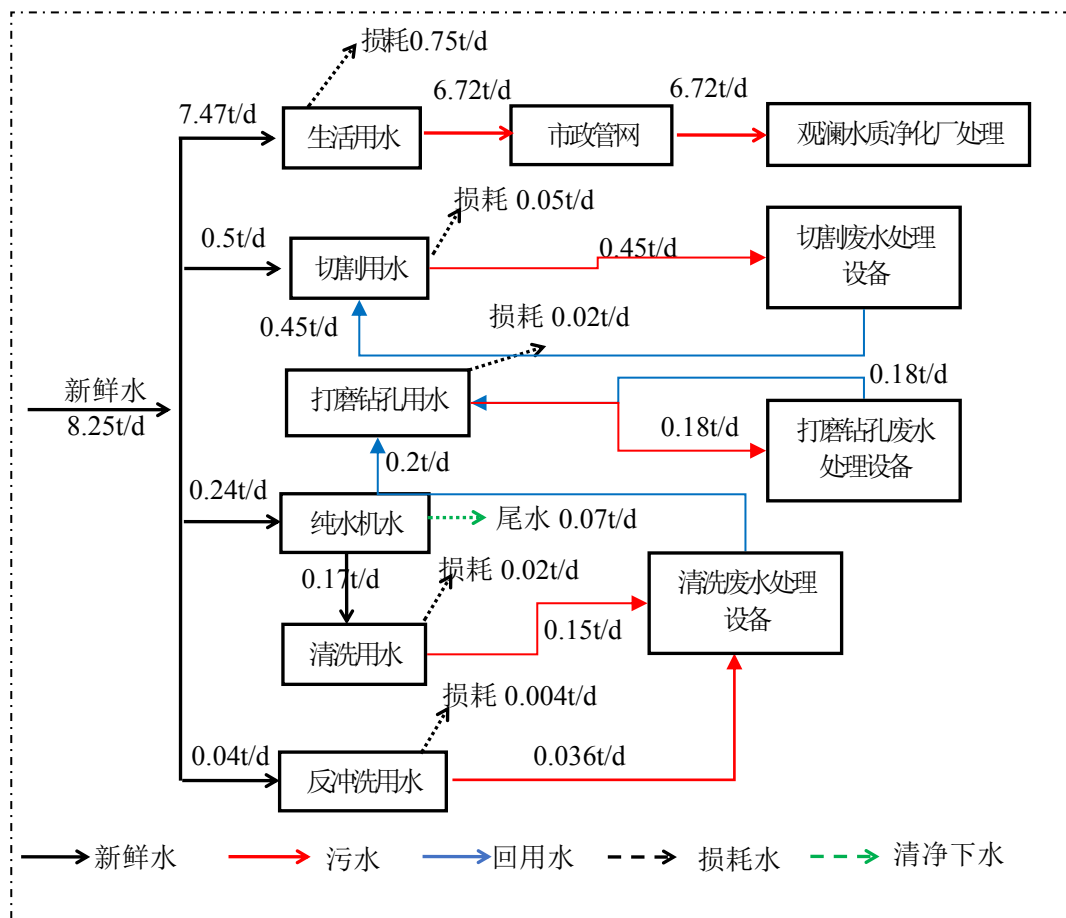 损耗0.75t/d
7.47t/d
6.72t/d
6.72t/d
生活用水
市政管网
观澜水质净化厂处理
损耗 0.05t/d
0.5t/d
切割用水
0.45t/d
切割废水处理
设备
0.45t/d
损耗 0.02t/d
新鲜水
8.25t/d
打磨钻孔用水
0.18t/d
0.18t/d
打磨钻孔废水
处理设备
0.2t/d
0.24t/d
纯水机水
尾水 0.07t/d
0.17t/d
损耗 0.02t/d
清洗用水
0.15t/d
清洗废水处理
设备
损耗 0.004t/d
0.04t/d
反冲洗用水
0.036t/d
新鲜水
污水
回用水
损耗水
清净下水